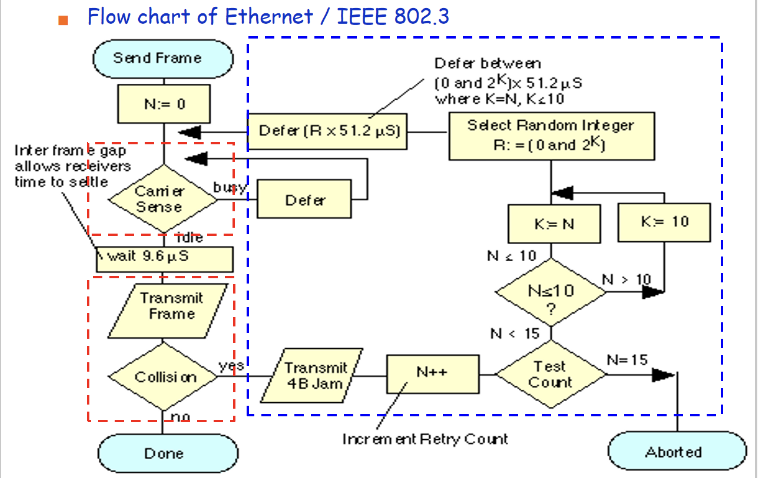 Flow chart of Ethernet / IEEE 802.3
Send Frame
N:= 0
Defer between
(0 and 2K)x 51.2 µS
where K=N, K≤10
Defer (R x 51.2 µS)
Select Random Integer
R: = (0 and 2K)
Inter frame gap
allows receivers
time to settle
Carrier
Sense
busy
Defer
idle
wait 9.6 µS
K= N
K= 10
N ≤ 10
N > 10
N≤10
?
Transmit
Frame
N < 15
Collision
yes
Transmit
4B Jam
N++
Test
Count
N=15
no
Increment Retry Count
Done
Aborted